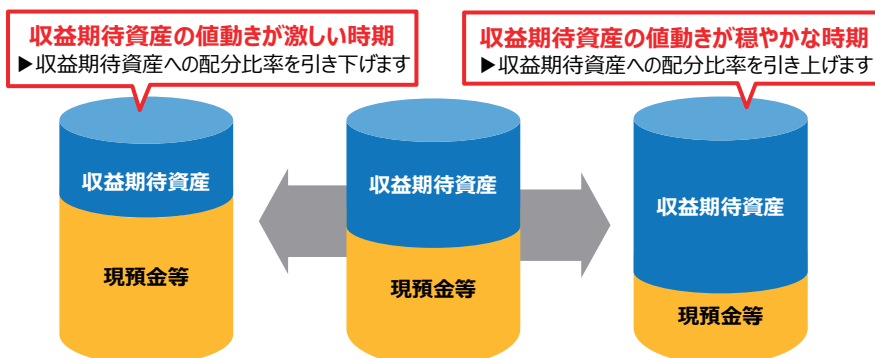 収益期待資産の値動きが激しい時期
▶収益期待資産への配分比率を引き下げます
収益期待資産の値動きが穏やかな時期
▶収益期待資産への配分比率を引き上げます
収益期待資産
現預金等
収益期待資産
現預金等
収益期待資産
現預金等